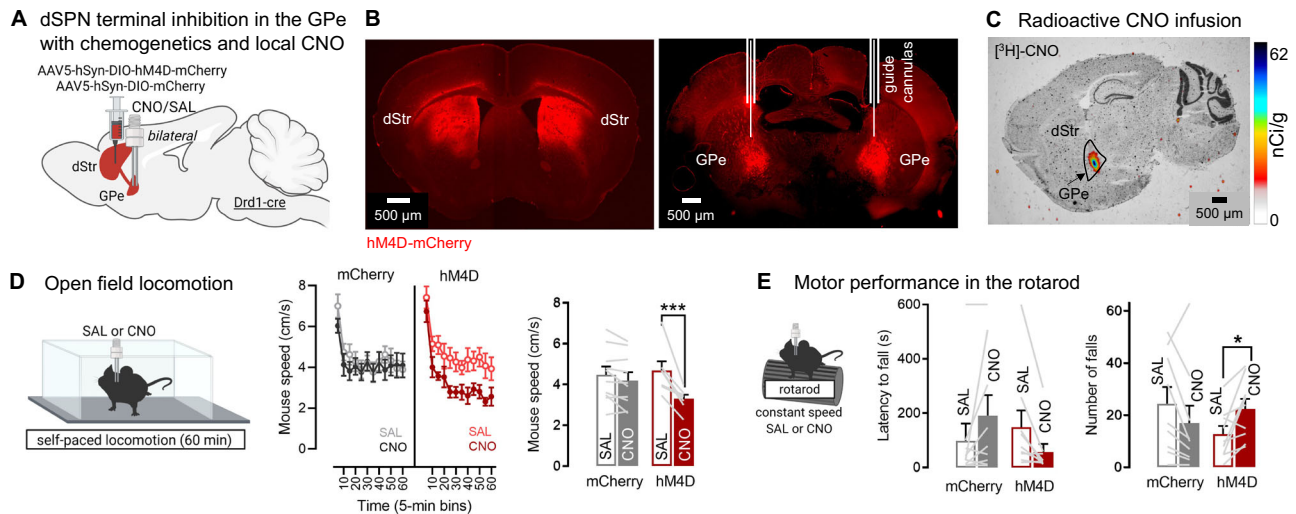 A dSPN terminal inhibition in the GPe
with chemogenetics and local CNO
AAV5-hSyn-DIO-hM4D-mCherry
AAV5-hSyn-DIO-mCherry
CNO/SAL
bilateral
dStr
GPe
Drd1-cre
B
dStr
dStr
500 µm
hM4D-mCherry
guide
cannulas
GPe
GPe
500 µm
C Radioactive CNO infusion
[³H]-CNO
dStr
GPe
500 µm
62
nCi/g
0
D Open field locomotion
SAL or CNO
self-paced locomotion (60 min)
mCherry
hM4D
Mouse speed (cm/s)
8
6
4
2
0
SAL
CNO
SAL
CNO
10
20
30
40
50
60
10
20
30
40
50
60
Time (5-min bins)
Mouse speed (cm/s)
8
6
4
2
0
***
SAL
CNO
SAL
CNO
mCherry
hM4D
E Motor performance in the rotarod
rotarod
constant speed
SAL or CNO
Latency to fall (s)
600
400
200
0
SAL
CNO
SAL
CNO
mCherry
hM4D
Number of falls
60
40
20
0
*
SAL
CNO
SAL
CNO
mCherry
hM4D